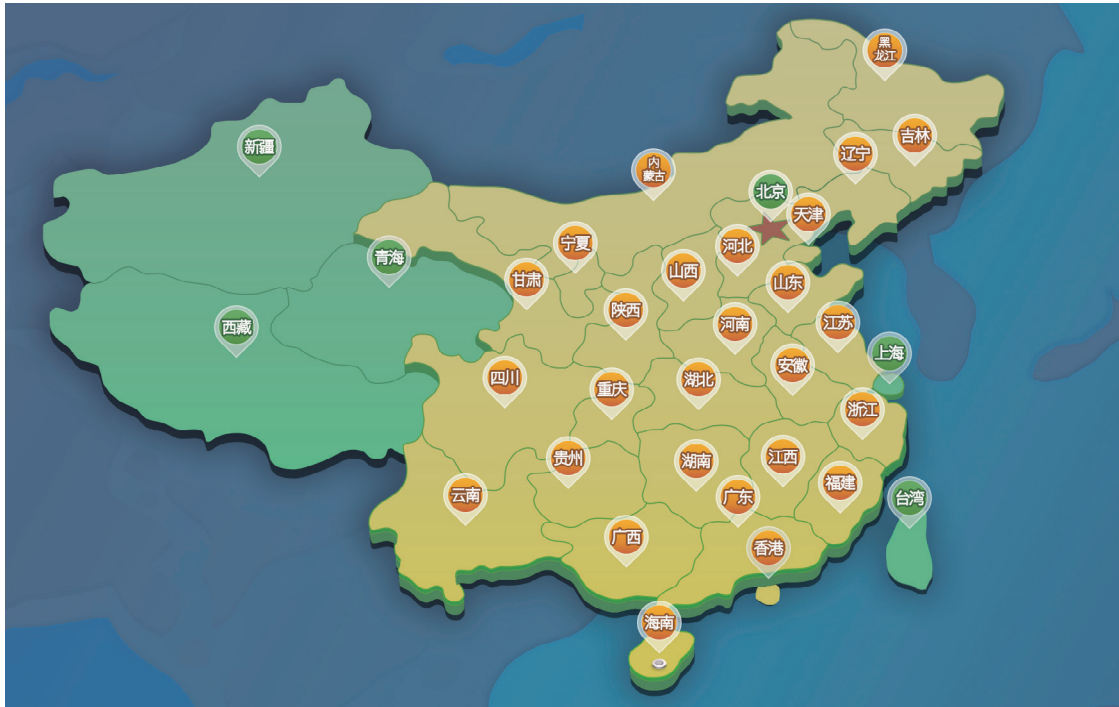 黑
龙江
吉林
新疆
辽宁
内
蒙古
北京
天津
宁夏
河北
青海
山西
甘肃
山东
陕西
江苏
河南
西藏
上海
安徽
四川
湖北
重庆
浙江
江西
贵州
湖南
福建
云南
广东
台湾
广西
香港
海南